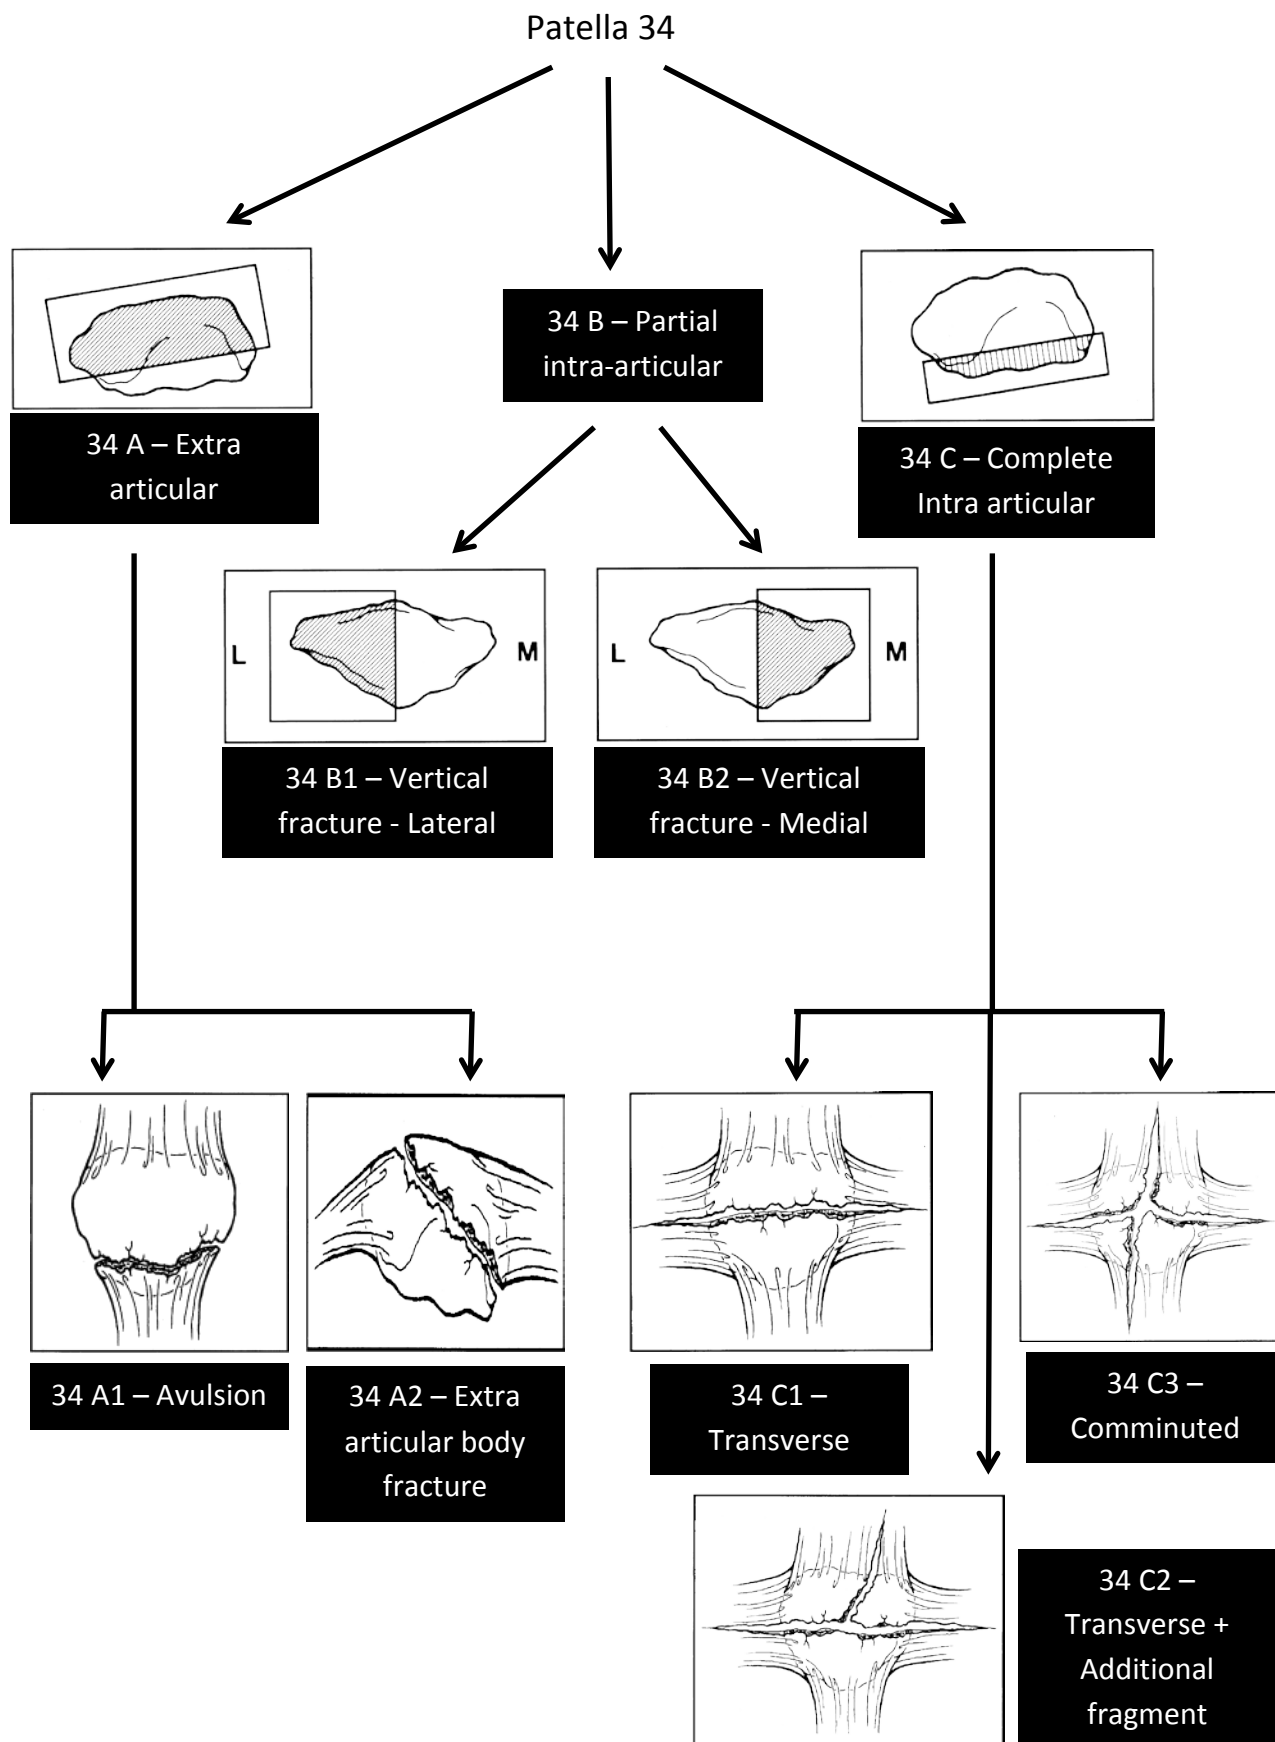 Patella 34
34 A – Extra
articular
34 B – Partial
intra-articular
34 C – Complete
Intra articular
L
M
L
M
34 B1 – Vertical
fracture - Lateral
34 B2 – Vertical
fracture - Medial
34 A1 – Avulsion
34 A2 – Extra
articular body
fracture
34 C1 –
Transverse
34 C3 –
Comminuted
34 C2 –
Transverse +
Additional
fragment